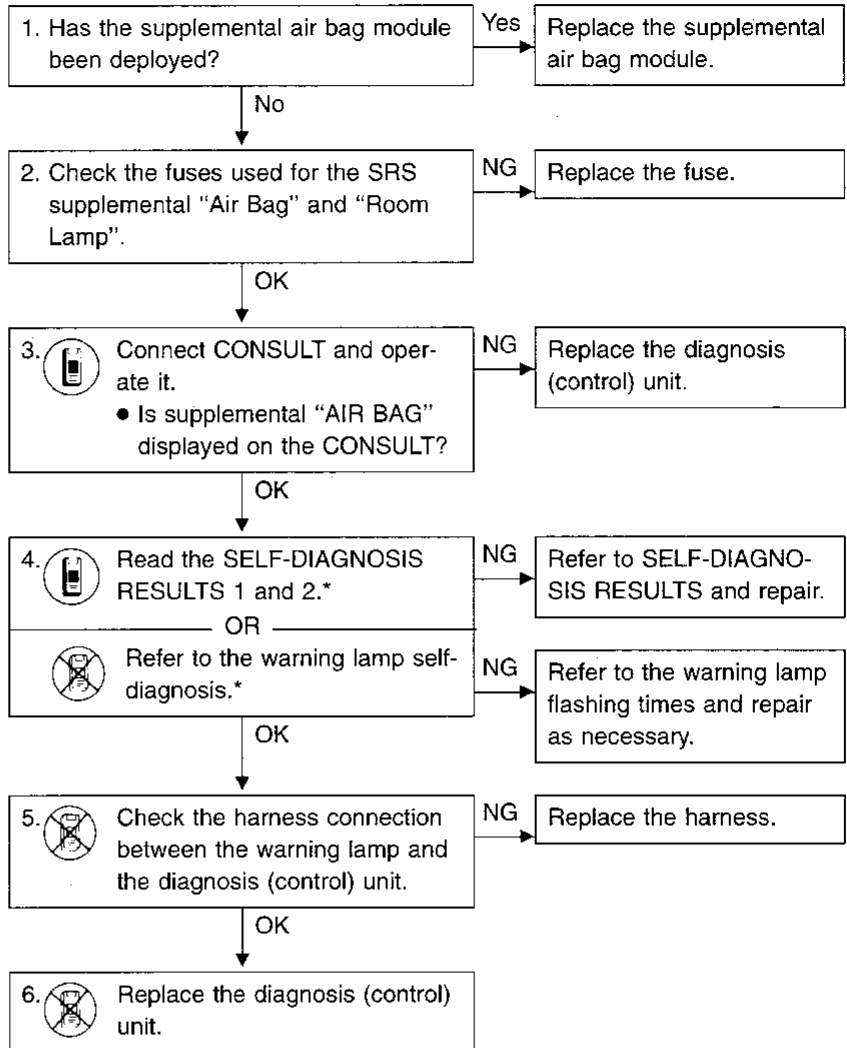 1. Has the supplemental air bag module
been deployed?
Yes
Replace the supplemental
air bag module.
No
2. Check the fuses used for the SRS
supplemental "Air Bag" and "Room
Lamp".
NG
Replace the fuse.
OK
3. Connect CONSULT and oper-
ate it.
● Is supplemental "AIR BAG"
displayed on the CONSULT?
NG
Replace the diagnosis
(control) unit.
OK
4. Read the SELF-DIAGNOSIS
RESULTS 1 and 2.*
NG
Refer to SELF-DIAGNO-
SIS RESULTS and repair.
OR
Refer to the warning lamp self-
diagnosis.*
NG
Refer to the warning lamp
flashing times and repair
as necessary.
OK
5. Check the harness connection
between the warning lamp and
the diagnosis (control) unit.
NG
Replace the harness.
OK
6. Replace the diagnosis (control)
unit.